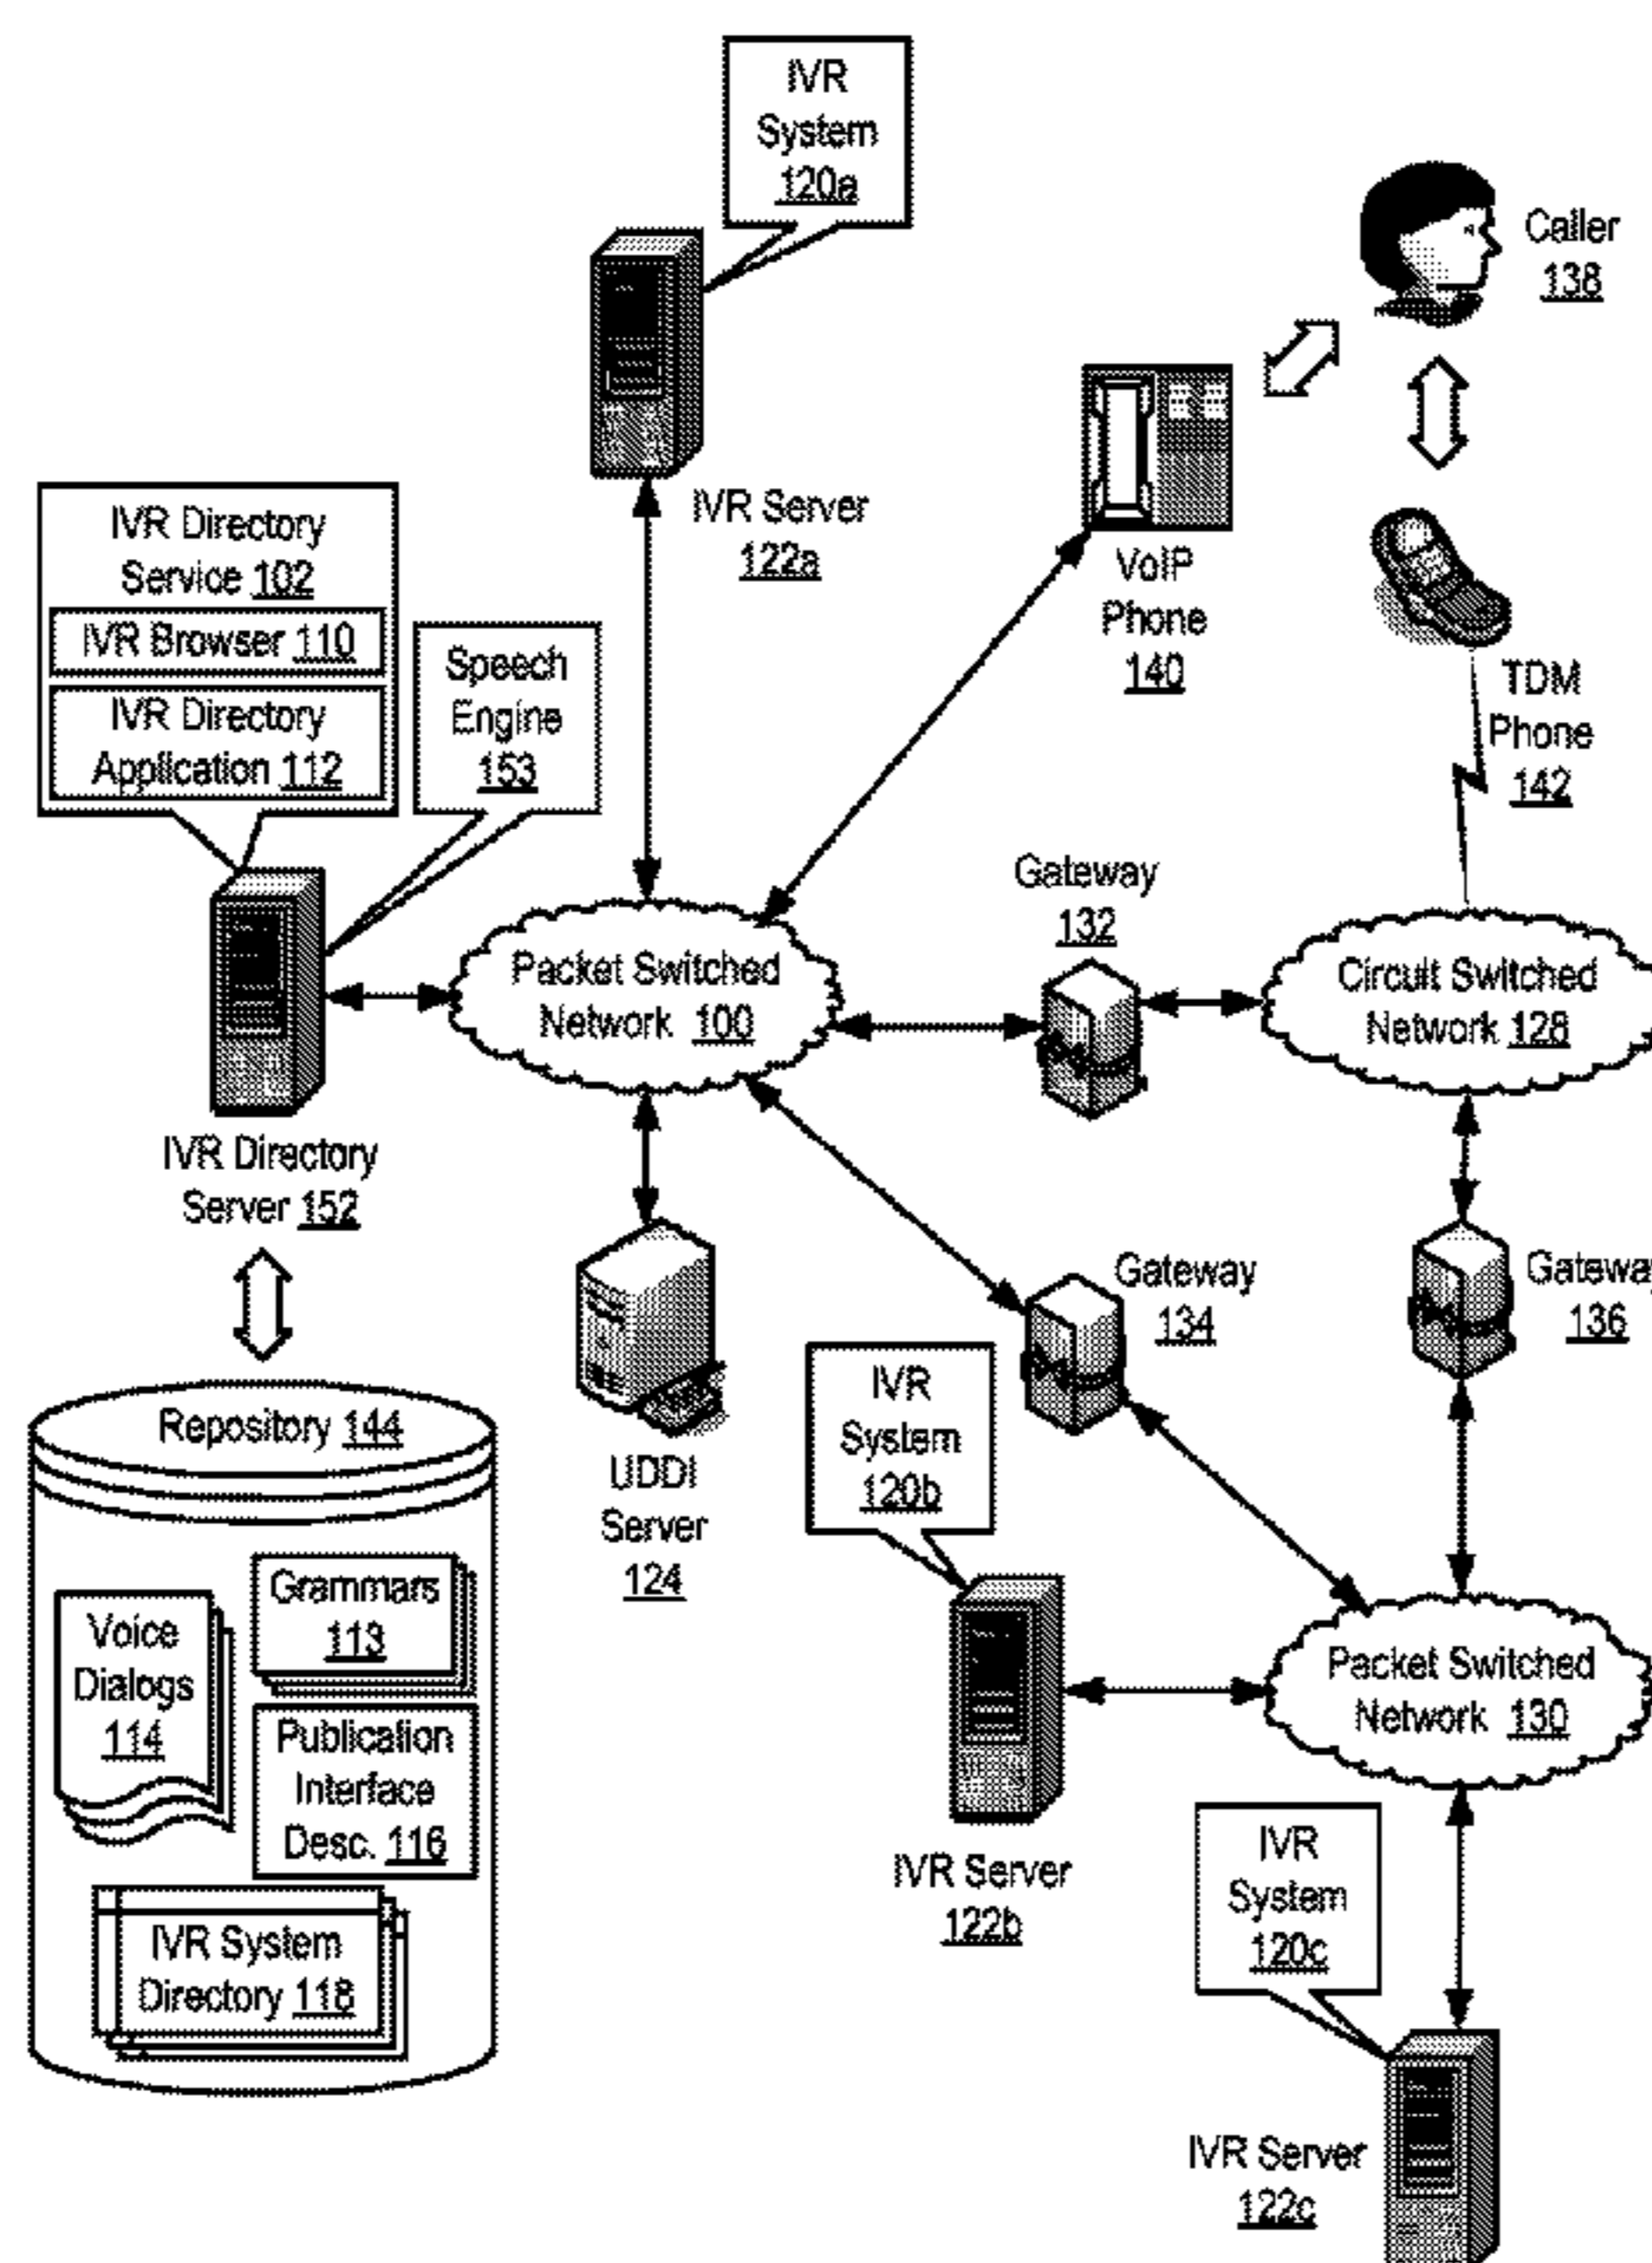 IVR
System
120a
Caller
138
IVR Server
122a
VoIP
Phone
140
IVR Directory
Service 102
IVR Browser 110
IVR Directory
Application 112
Speech
Engine
153
TDM
Phone
142
Gateway
132
Packet Switched
Network 100
Circuit Switched
Network 128
IVR Directory
Server 152
Gateway
134
Gateway
136
UDDI
Server
124
IVR
System
120b
Repository 144
Grammars
113
Voice
Dialogs
114
Publication
Interface
Desc. 116
IVR System
Directory 118
Packet Switched
Network 130
IVR Server
122b
IVR
System
120c
IVR Server
122c